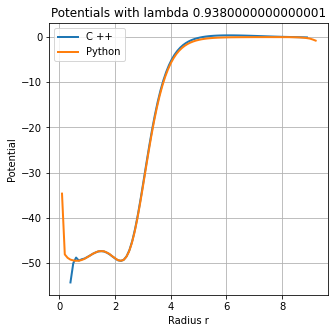 Potentials with lambda 0.9380000000000001
C ++
Python
0
−10
−20
−30
−40
−50
Potential
0 2 4 6 8
Radius r